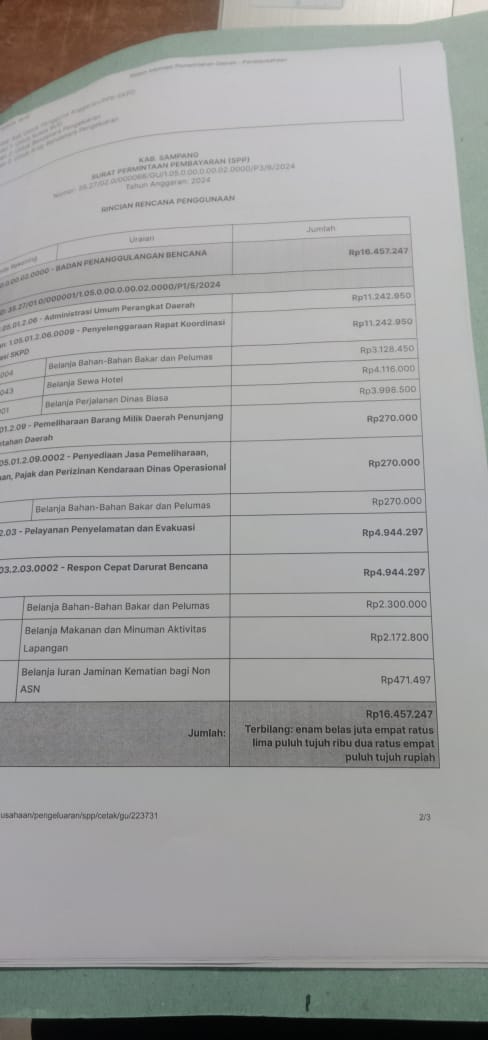 KAB. SAMPANG
SURAT PERMINTAAN PEMBAYARAN (SPP)
Nomor: 35.27/02.0/000066/GU/1.05.0.00.0.00.02.0000/P3/9/2024
Tahun Anggaran: 2024
RINCIAN RENCANA PENGGUNAAN
Uraian Jumlah
- BADAN PENANGGULANGAN BENCANA Rp16.457.247
35.27/01.0/000001/1.05.0.00.0.00.02.0000/P1/5/2024
.05.01.2.06 - Administrasi Umum Perangkat Daerah Rp11.242.950
1.05.01.2.06.0009 - Penyelenggaraan Rapat Koordinasi Rp11.242.950
SKPD
004 Belanja Bahan-Bahan Bakar dan Pelumas Rp3.128.450
043 Belanja Sewa Hotel Rp4.116.000
01 Belanja Perjalanan Dinas Biasa Rp3.998.500
01.2.09 - Pemeliharaan Barang Milik Daerah Penunjang Rp270.000
ntahan Daerah
05.01.2.09.0002 - Penyediaan Jasa Pemeliharaan,
an, Pajak dan Perizinan Kendaraan Dinas Operasional Rp270.000
Belanja Bahan-Bahan Bakar dan Pelumas Rp270.000
2.03 - Pelayanan Penyelamatan dan Evakuasi Rp4.944.297
03.2.03.0002 - Respon Cepat Darurat Bencana Rp4.944.297
Belanja Bahan-Bahan Bakar dan Pelumas Rp2.300.000
Belanja Makanan dan Minuman Aktivitas Rp2.172.800
Lapangan
Belanja Iuran Jaminan Kematian bagi Non Rp471.497
ASN
Rp16.457.247
Jumlah: Terbilang: enam belas juta empat ratus
lima puluh tujuh ribu dua ratus empat
puluh tujuh rupiah
usahaan/pengeluaran/spp/cetak/gu/223731 2/3